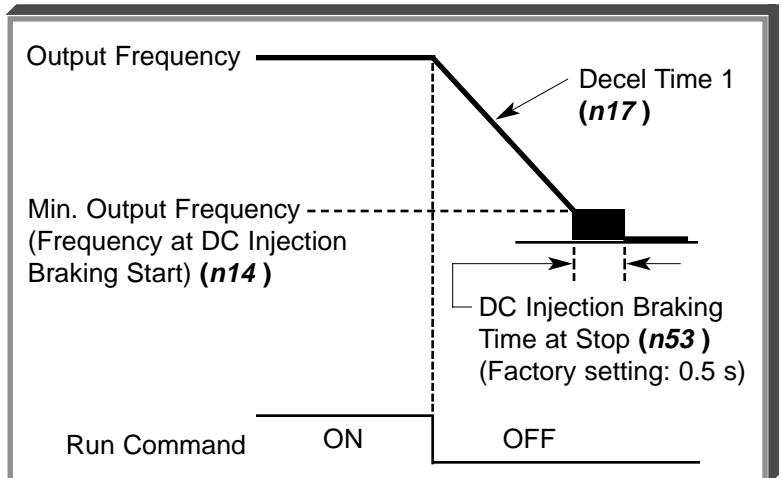 Output Frequency
Decel Time 1
(n17 )
Min. Output Frequency
(Frequency at DC Injection
Braking Start) (n14 )
DC Injection Braking
Time at Stop (n53 )
(Factory setting: 0.5 s)
Run Command
ON
OFF